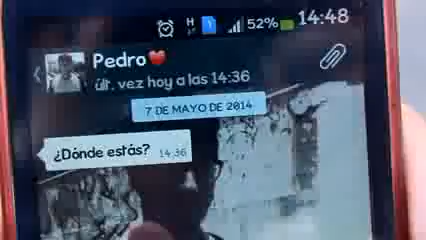 H
52%
14:48
Pedro❤️
últ. vez hoy a las 14:36
7 DE MAYO DE 2014
¿Dónde estás?
14:36